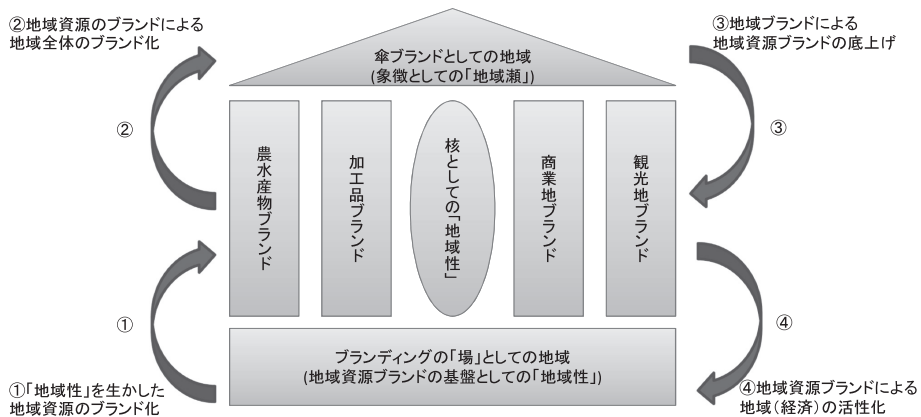 ②地域資源のブランドによる
地域全体のブランド化
③地域ブランドによる
地域資源ブランドの底上げ
傘ブランドとしての地域
(象徴としての「地域瀬」)
②
③
農水産物ブランド
加工品ブランド
核としての「地域性」
商業地ブランド
観光地ブランド
①
④
ブランディングの「場」としての地域
(地域資源ブランドの基盤としての「地域性」)
①「地域性」を生かした
地域資源のブランド化
④地域資源ブランドによる
地域(経済)の活性化